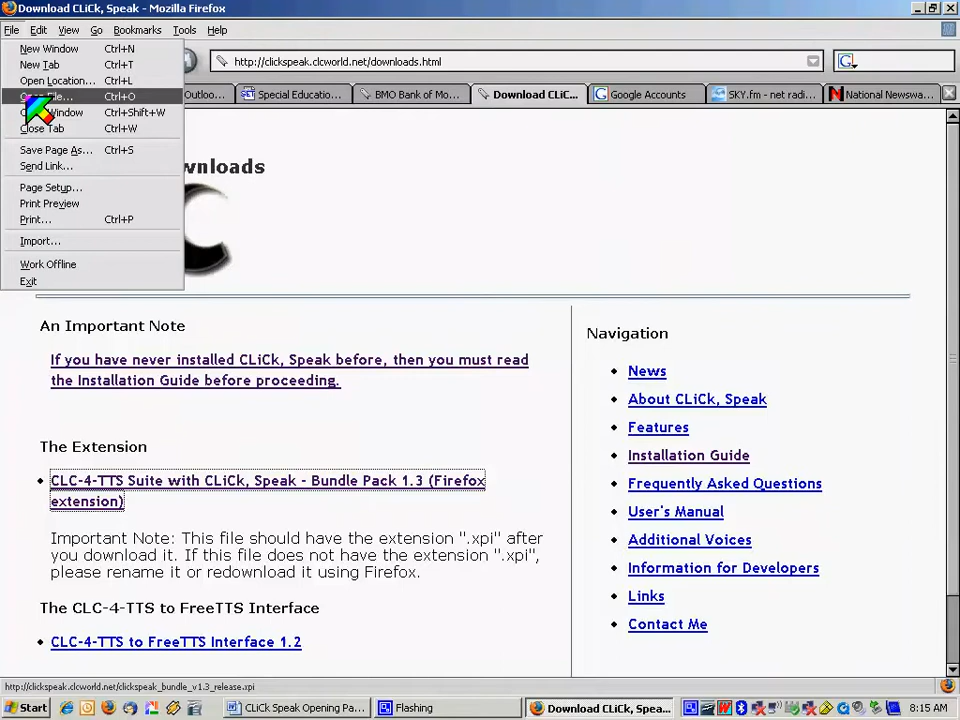 Download CLiCk, Speak - Mozilla Firefox
File Edit View Go Bookmarks Tools Help
New Window Ctrl+N
New Tab Ctrl+T
Open Location... Ctrl+L
Ctrl+O
Window Ctrl+Shift+W
Close Tab Ctrl+W
Save Page As... Ctrl+S
Send Link...
Page Setup...
Print Preview
Print... Ctrl+P
Import...
Work Offline
Exit
http://clickspeak.clcworld.net/downloads.html
Outloo... Special Educatio... BMO Bank of Mo... Download CLiC... Google Accounts SKY.fm - net radi... National Newswa...
wnloads
An Important Note
If you have never installed CLiCk, Speak before, then you must read
the Installation Guide before proceeding.
The Extension
CLC-4-TTS Suite with CLiCk, Speak - Bundle Pack 1.3 (Firefox
extension)
Important Note: This file should have the extension ".xpi" after
you download it. If this file does not have the extension ".xpi",
please rename it or redownload it using Firefox.
The CLC-4-TTS to FreeTTS Interface
CLC-4-TTS to FreeTTS Interface 1.2
Navigation
News
About CLiCk, Speak
Features
Installation Guide
Frequently Asked Questions
User's Manual
Additional Voices
Information for Developers
Links
Contact Me
http://clickspeak.clcworld.net/clickspeak_bundle_v1.3_release.xpi
Start CLiCk Speak Opening Pa... Flashing Download CLiCk, Spea... 8:15 AM